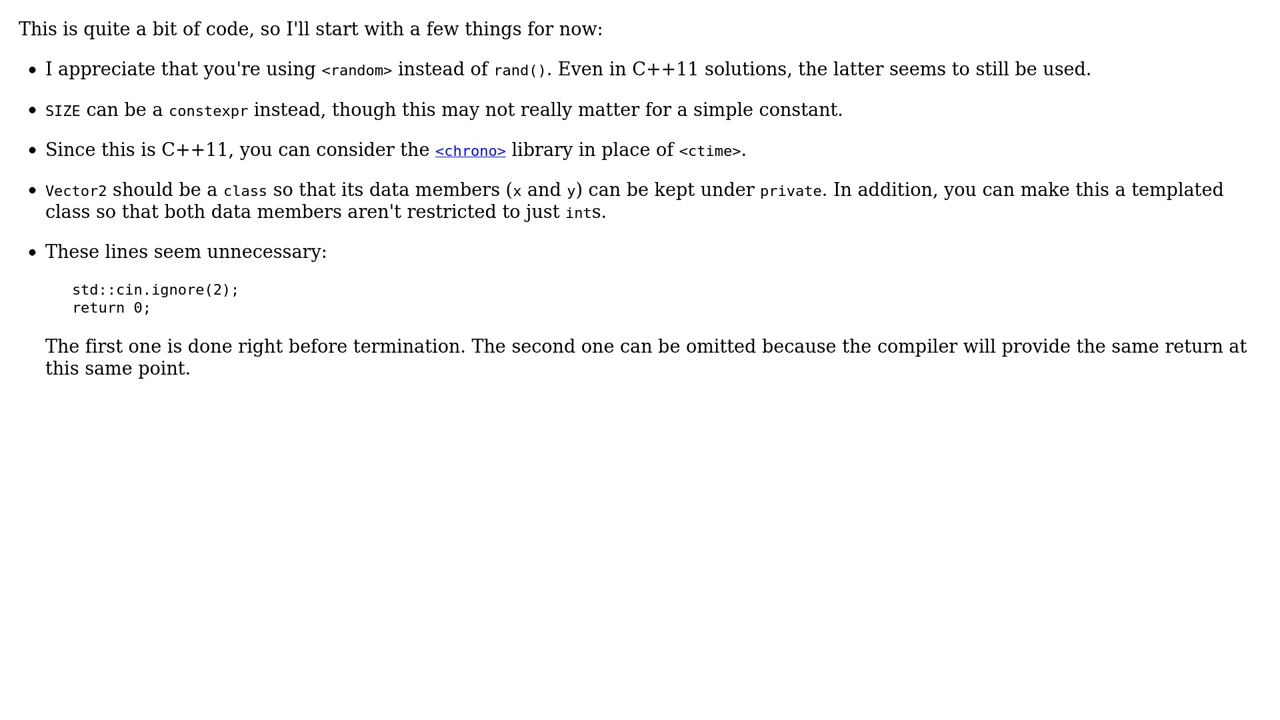 This is quite a bit of code, so I'll start with a few things for now:
• I appreciate that you're using <random> instead of rand(). Even in C++11 solutions, the latter seems to still be used.
• SIZE can be a constexpr instead, though this may not really matter for a simple constant.
• Since this is C++11, you can consider the <chrono> library in place of <ctime>.
• Vector2 should be a class so that its data members (x and y) can be kept under private. In addition, you can make this a templated
class so that both data members aren't restricted to just ints.
• These lines seem unnecessary:
std::cin.ignore(2);
return 0;
The first one is done right before termination. The second one can be omitted because the compiler will provide the same return at
this same point.